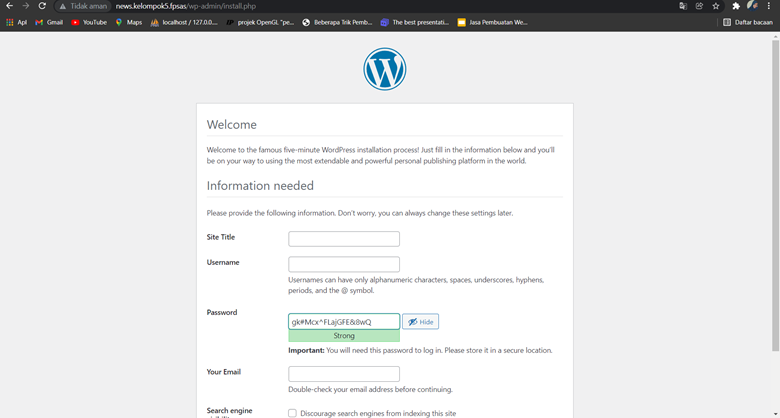 Tidak aman
news.kelompok5.fpsas/wp-admin/install.php
Apl
Gmail
YouTube
Maps
localhost / 127.0.0....
projek OpenGL "pe...
Beberapa Trik Pemb...
The best presentati...
Jasa Pembuatan We...
Daftar bacaan
Welcome
Welcome to the famous five-minute WordPress installation process! Just fill in the information below and you'll
be on your way to using the most extendable and powerful personal publishing platform in the world.
Information needed
Please provide the following information. Don't worry, you can always change these settings later.
Site Title
Username
Usernames can have only alphanumeric characters, spaces, underscores, hyphens,
periods, and the @ symbol.
Password
gk#Mcx^FLajGFE&8wQ
Hide
Strong
Important: You will need this password to log in. Please store it in a secure location.
Your Email
Double-check your email address before continuing.
Search engine
Discourage search engines from indexing this site